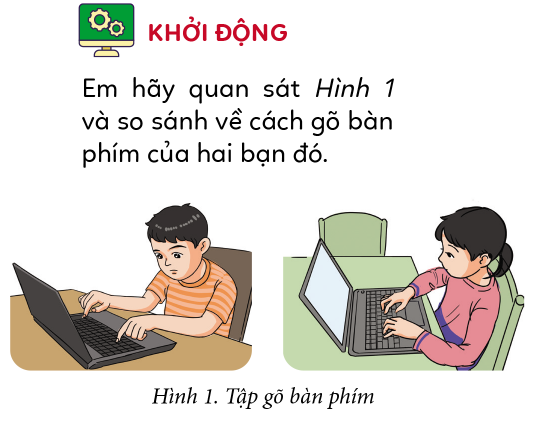 KHỞI ĐỘNG
Em hãy quan sát Hình 1
và so sánh về cách gõ bàn
phím của hai bạn đó.
Hình 1. Tập gõ bàn phím